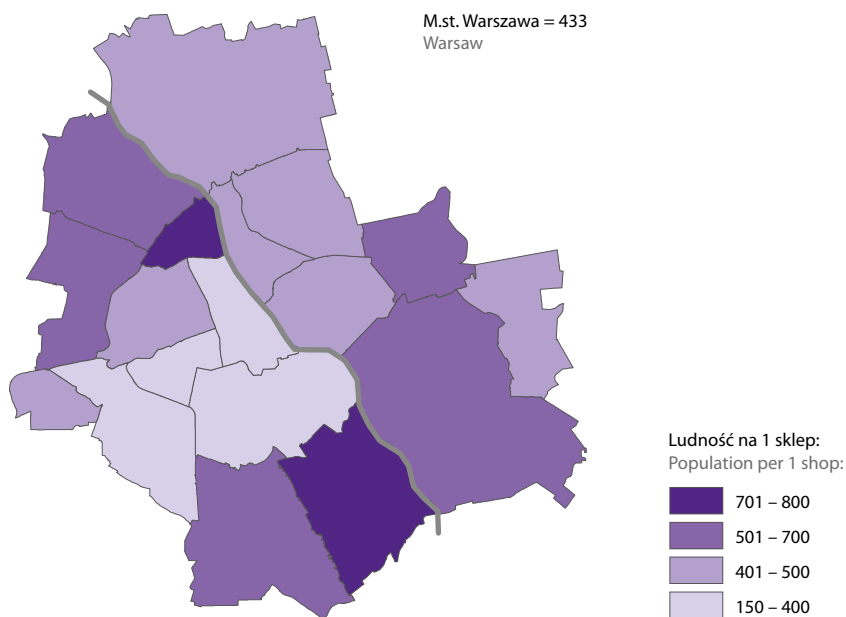 M.st. Warszawa = 433
Warsaw
Ludność na 1 sklep:
Population per 1 shop:
701 – 800
501 – 700
401 – 500
150 – 400